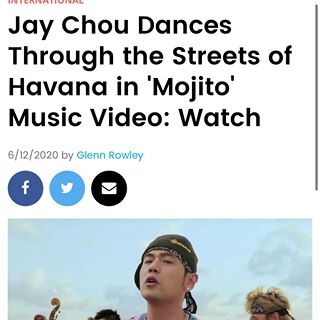 INTERNATIONAL
Jay Chou Dances
Through the Streets of
Havana in 'Mojito'
Music Video: Watch
6/12/2020 by Glenn Rowley